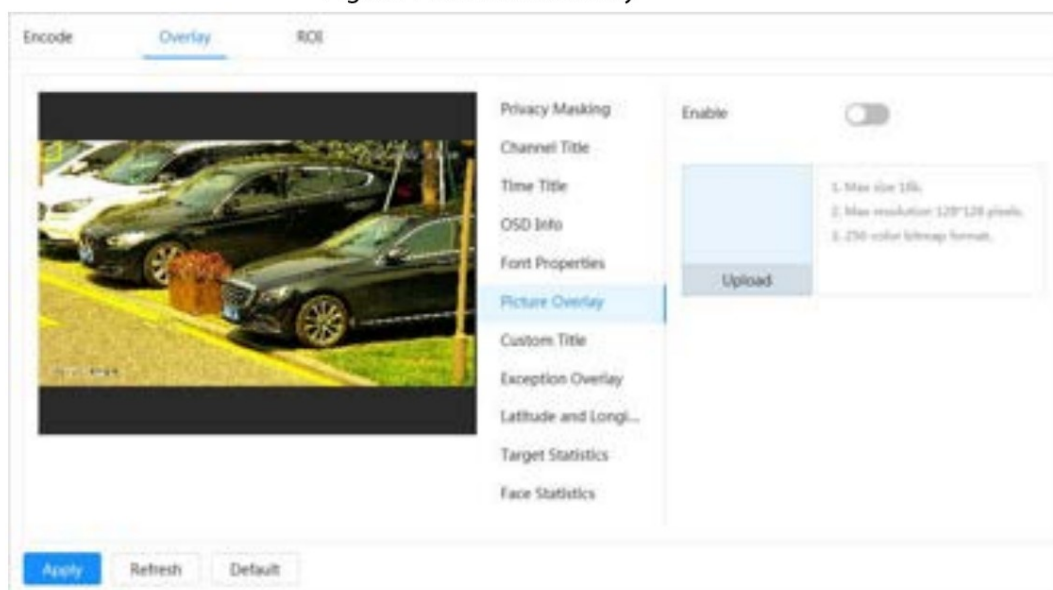 Encode Overlay ROI
Privacy Masking
Channel Title
Time Title
OSD Info
Font Properties
Picture Overlay
Custom Title
Exception Overlay
Latitude and Longi...
Target Statistics
Face Statistics
Enable
1. Max size 18k.
2. Max resolution 128*128 pixels.
3. 256 color bitmap format.
Upload
Apply Refresh Default